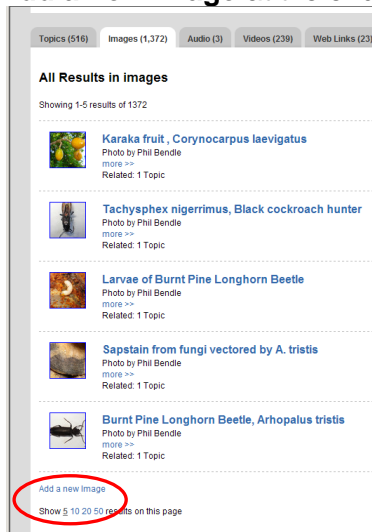 Topics (516) Images (1,372) Audio (3) Videos (239) Web Links (23)
All Results in images
Showing 1-5 results of 1372
Karaka fruit , Corynocarpus laevigatus
Photo by Phil Bendle
more >>
Related: 1 Topic
Tachysphex nigerrimus, Black cockroach hunter
Photo by Phil Bendle
more >>
Related: 1 Topic
Larvae of Burnt Pine Longhorn Beetle
Photo by Phil Bendle
more >>
Related: 1 Topic
Sapstain from fungi vectored by A. tristis
Photo by Phil Bendle
more >>
Related: 1 Topic
Burnt Pine Longhorn Beetle, Arhopalus tristis
Photo by Phil Bendle
more >>
Related: 1 Topic
Add a new Image
Show 5 10 20 50 results on this page